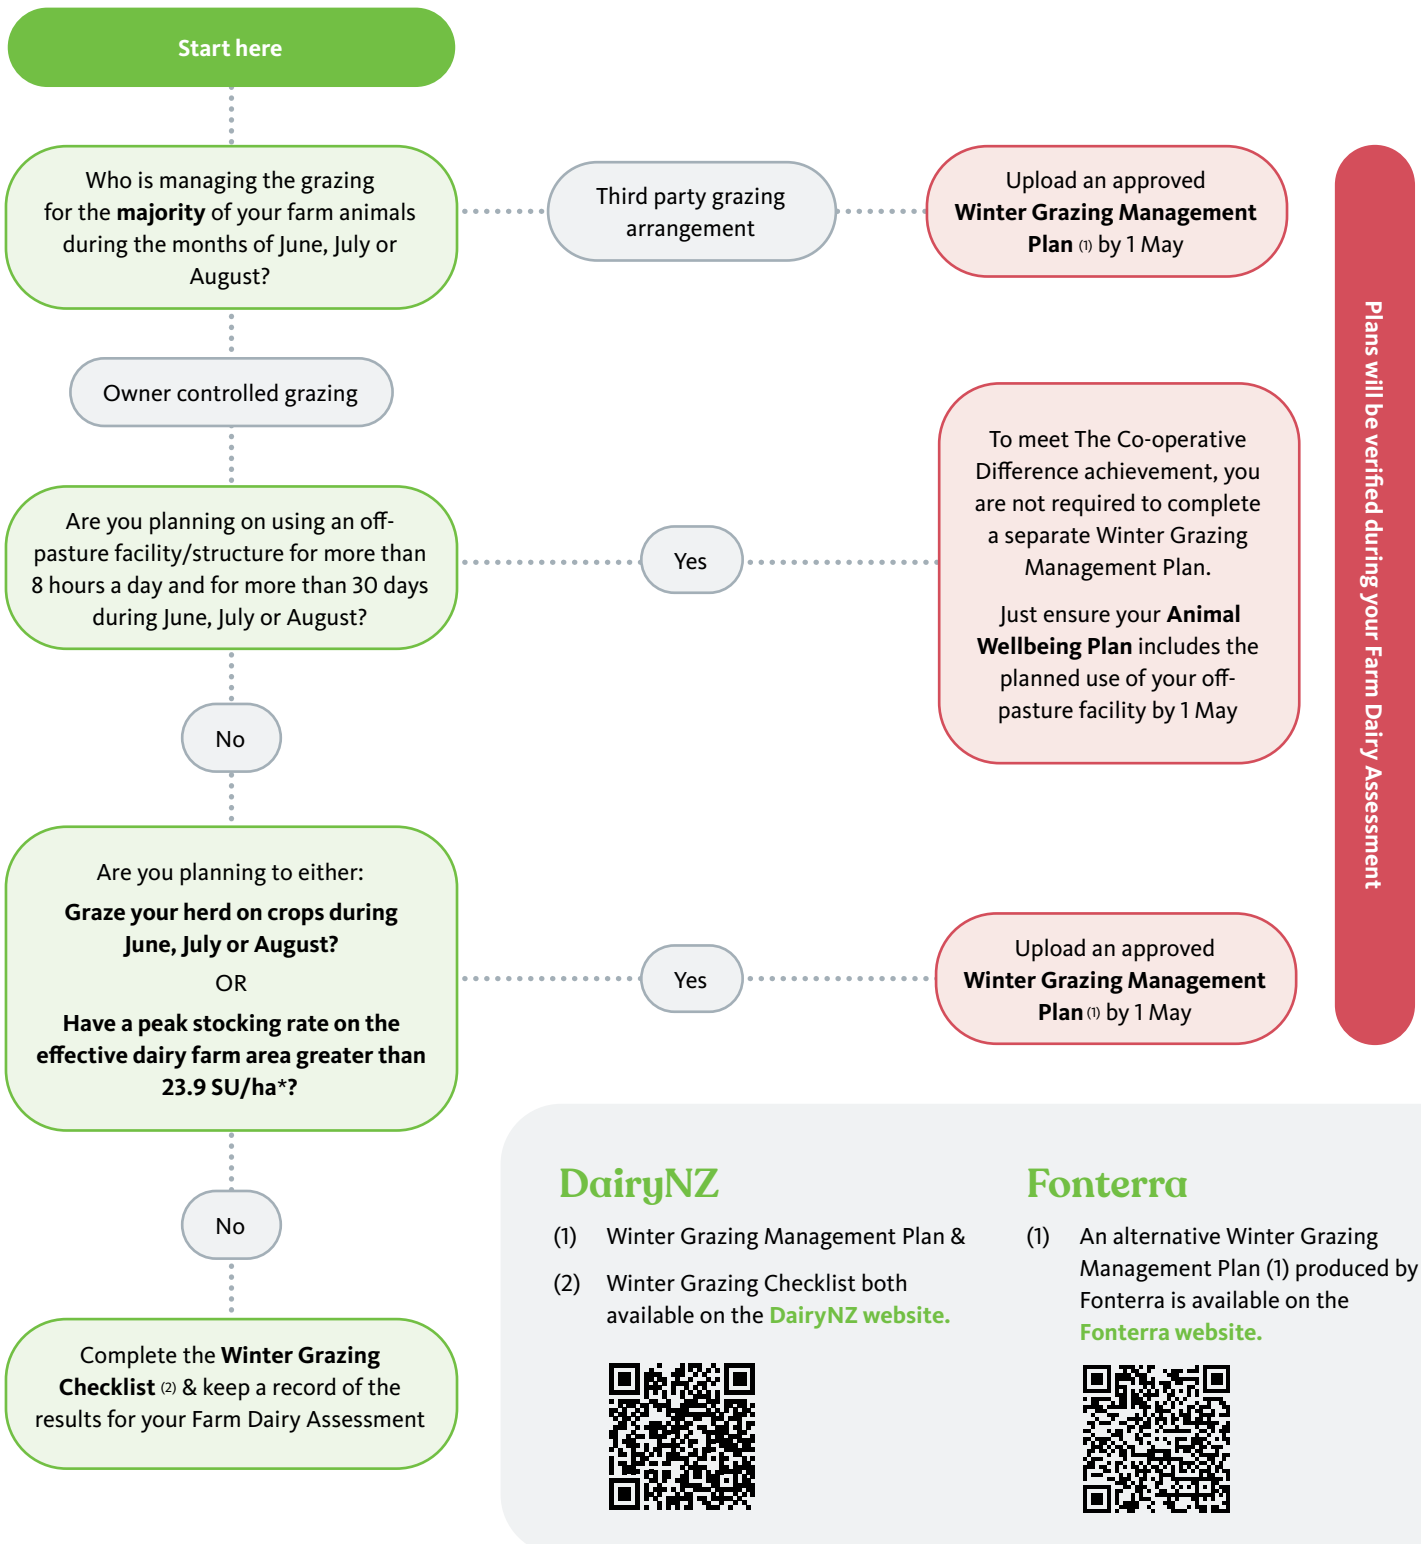 Start here
Who is managing the grazing
for the majority of your farm animals
during the months of June, July or
August?
Third party grazing
arrangement
Upload an approved
Winter Grazing Management
Plan (1) by 1 May
Owner controlled grazing
Are you planning on using an off-
pasture facility/structure for more than
8 hours a day and for more than 30 days
during June, July or August?
Yes
To meet The Co-operative
Difference achievement, you
are not required to complete
a separate Winter Grazing
Management Plan.
Just ensure your Animal
Wellbeing Plan includes the
planned use of your off-
pasture facility by 1 May
No
Are you planning to either:
Graze your herd on crops during
June, July or August?
OR
Have a peak stocking rate on the
effective dairy farm area greater than
23.9 SU/ha*?
Yes
Upload an approved
Winter Grazing Management
Plan (1) by 1 May
No
Complete the Winter Grazing
Checklist (2) & keep a record of the
results for your Farm Dairy Assessment
Plans will be verified during your Farm Dairy Assessment
DairyNZ
(1) Winter Grazing Management Plan &
(2) Winter Grazing Checklist both
available on the DairyNZ website.
Fonterra
(1) An alternative Winter Grazing
Management Plan (1) produced by
Fonterra is available on the
Fonterra website.